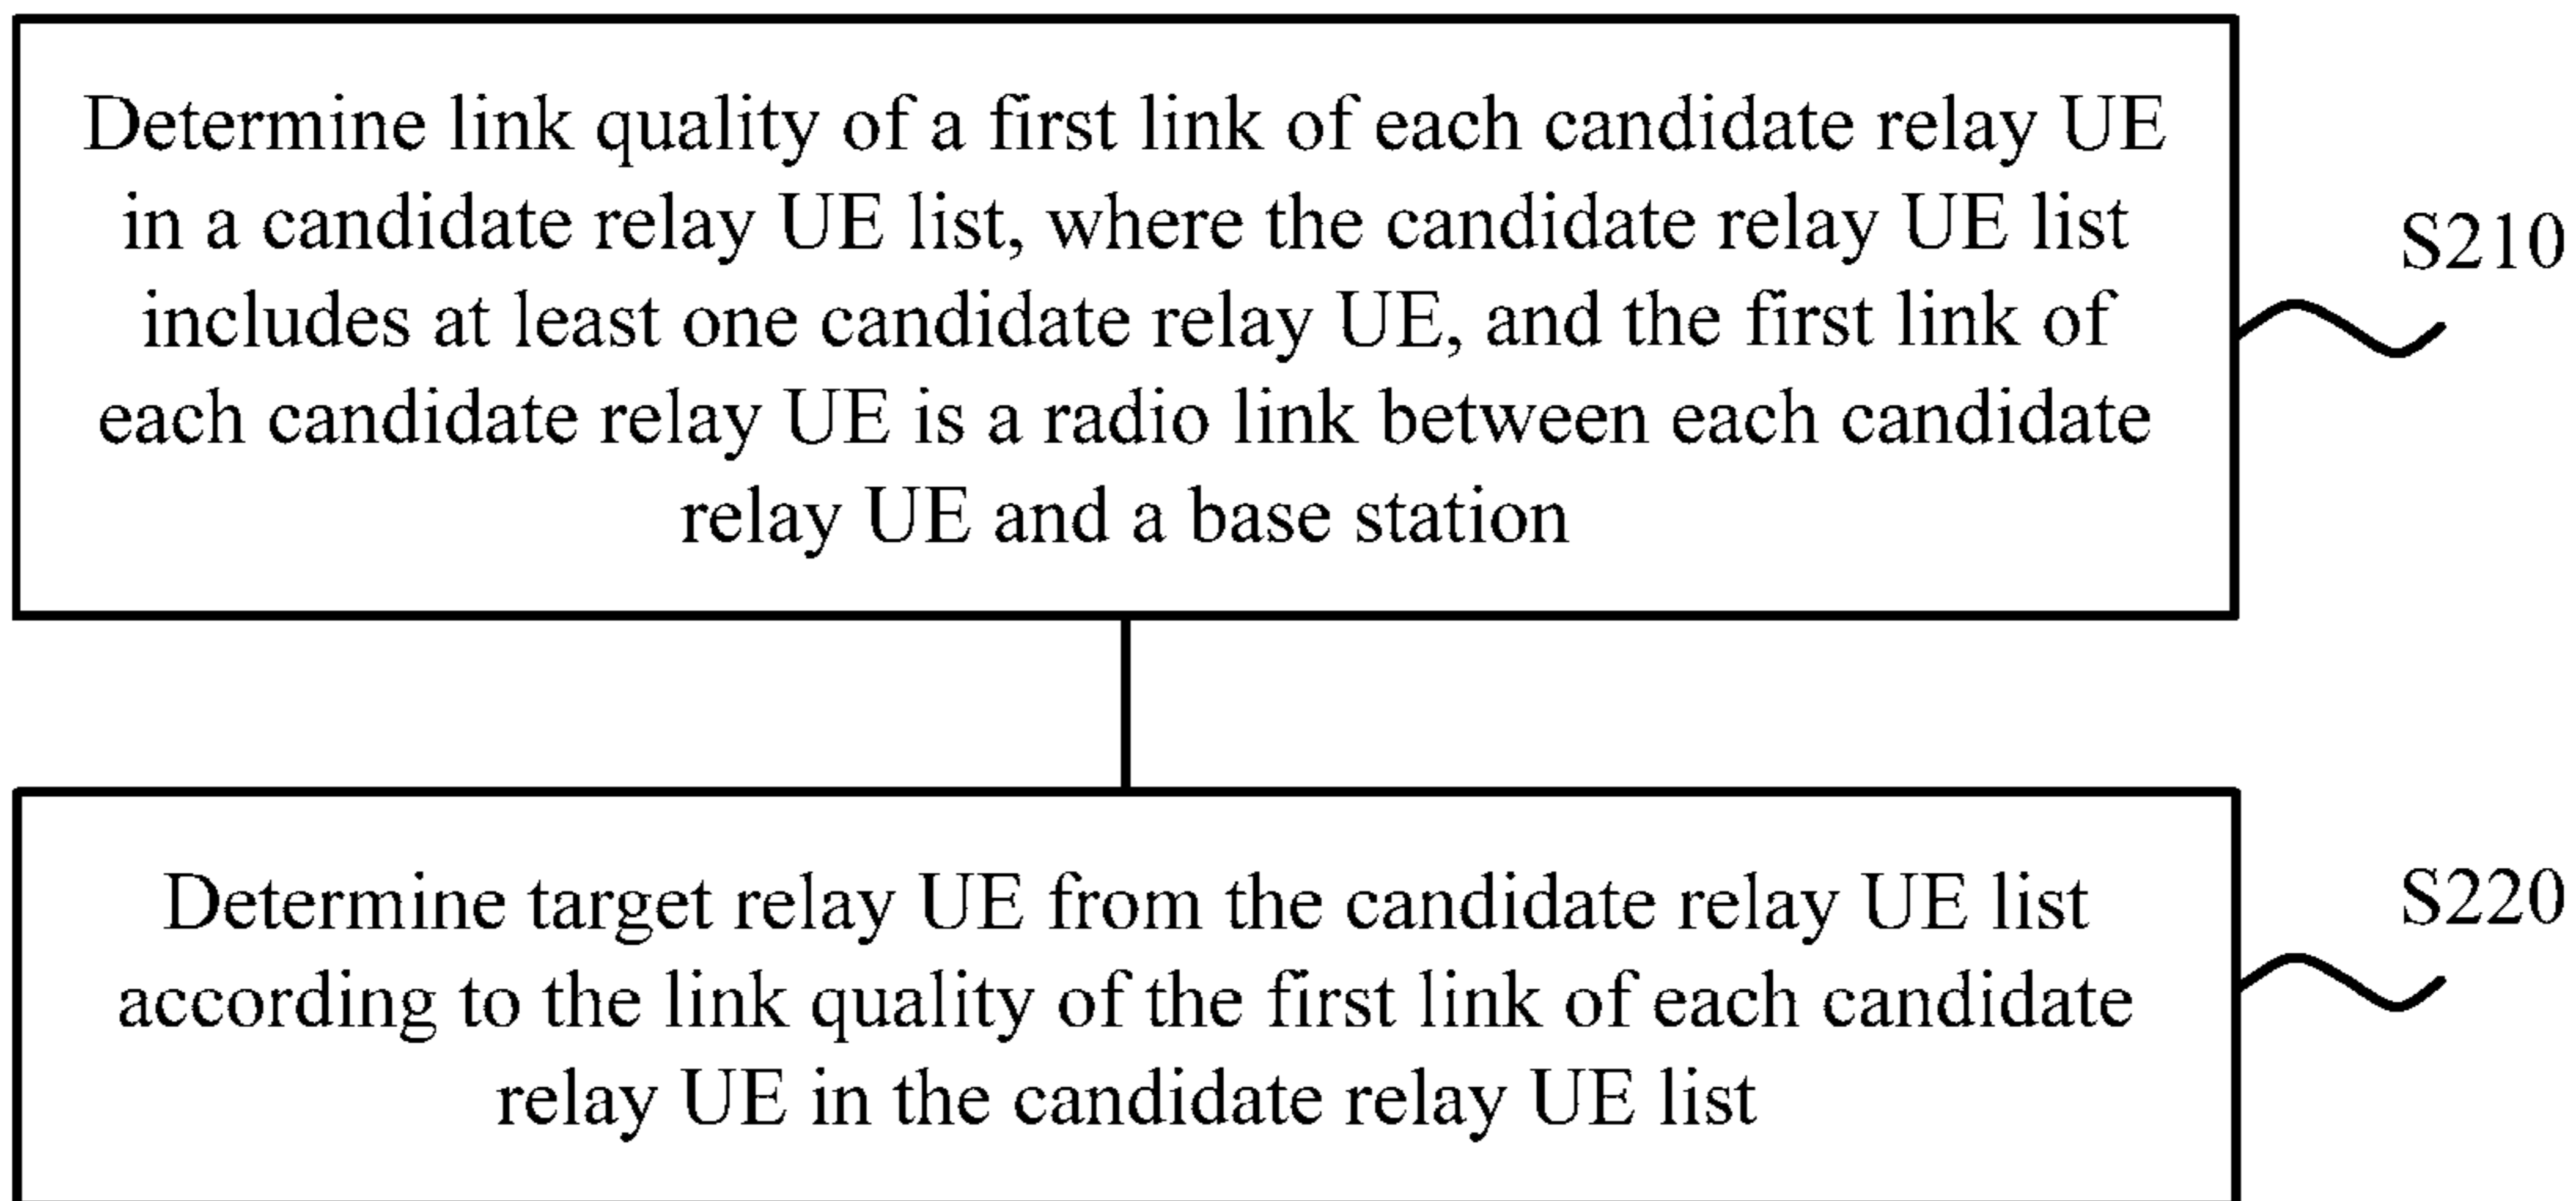 Determine link quality of a first link of each candidate relay UE
in a candidate relay UE list, where the candidate relay UE list
includes at least one candidate relay UE, and the first link of
each candidate relay UE is a radio link between each candidate
relay UE and a base station
S210
Determine target relay UE from the candidate relay UE list
according to the link quality of the first link of each candidate
relay UE in the candidate relay UE list
S220